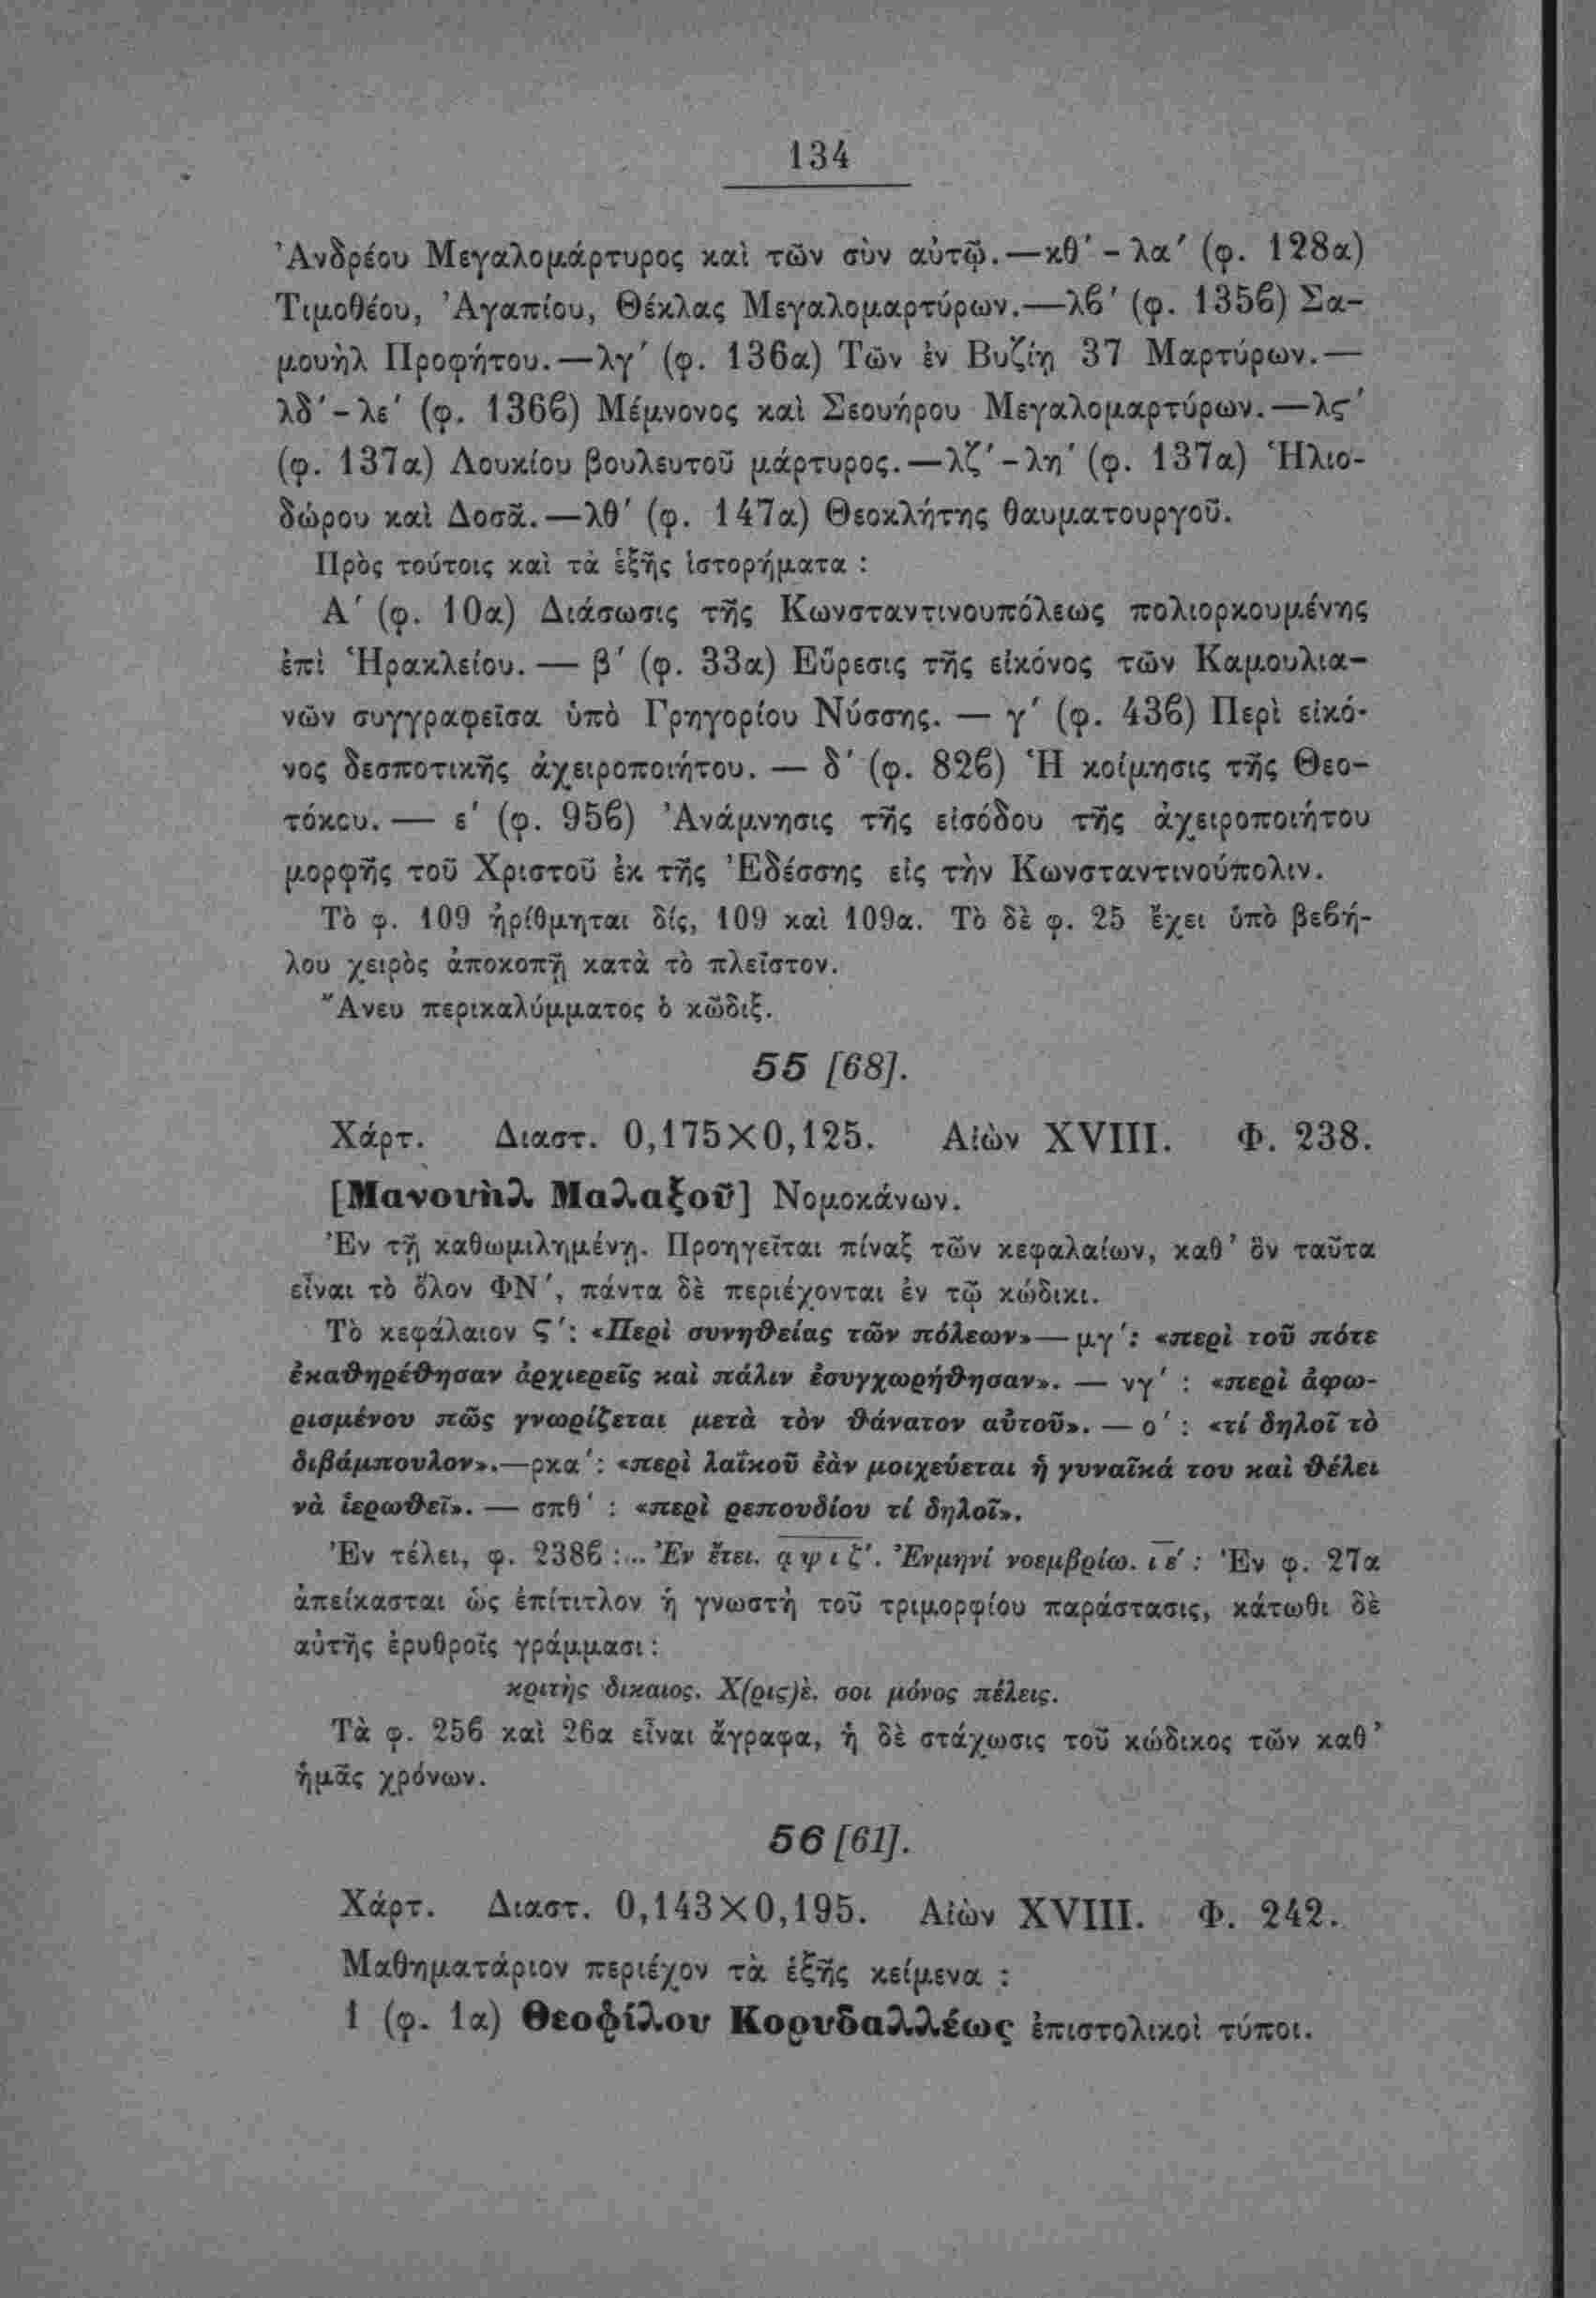 134
Ἀνδρέου Μεγαλομάρτυρος καὶ τῶν σὺν αὐτῷ.—κθ΄-λα΄ (φ. 128α)
Τιμοθέου, Ἀγαπίου, Θέκλας Μεγαλομαρτύρων.—λϐ΄ (φ. 135ϐ) Σα-
μουὴλ Προφήτου.—λγ΄ (φ. 136α) Τῶν ἐν Βυζίῃ 37 Μαρτύρων.—
λδ΄-λε΄ (φ. 136ϐ) Μέμνονος καὶ Σεουήρου Μεγαλομαρτύρων.—λς΄
(φ. 137α) Λουκίου βουλευτοῦ μάρτυρος.—λζ΄-λη΄ (φ. 137α) Ἡλιο-
δώρου καὶ Δοσᾶ.—λθ΄ (φ. 147α) Θεοκλήτης θαυματουργοῦ.
Πρὸς τούτοις καὶ τὰ ἑξῆς ἱστορήματα :
Α΄ (φ. 10α) Διάσωσις τῆς Κωνσταντινουπόλεως πολιορκουμένης
ἐπὶ Ἡρακλείου. — β΄ (φ. 33α) Εὕρεσις τῆς εἰκόνος τῶν Καμουλια-
νῶν συγγραφεῖσα ὑπὸ Γρηγορίου Νύσσης. — γ΄ (φ. 43ϐ) Περὶ εἰκό-
νος δεσποτικῆς ἀχειροποιήτου. — δ΄ (φ. 82ϐ) Ἡ κοίμησις τῆς Θεο-
τόκου. — ε΄ (φ. 95ϐ) Ἀνάμνησις τῆς εἰσόδου τῆς ἀχειροποιήτου
μορφῆς τοῦ Χριστοῦ ἐκ τῆς Ἐδέσσης εἰς τὴν Κωνσταντινούπολιν.
Τὸ φ. 109 ἠρίθμηται δίς, 109 καὶ 109α. Τὸ δὲ φ. 25 ἔχει ὑπὸ βεϐή-
λου χειρὸς ἀποκοπῇ κατὰ τὸ πλεῖστον.
Ἄνευ περικαλύμματος ὁ κῶδιξ.
55 [68].
Χάρτ. Διαστ. 0,175×0,125. Αἰὼν XVIII. Φ. 238.
[Μανουὴλ Μαλαξοῦ] Νομοκάνων.
Ἐν τῇ καθωμιλημένῃ. Προηγεῖται πίναξ τῶν κεφαλαίων, καθ’ ὃν ταῦτα
εἶναι τὸ ὅλον ΦΝ΄, πάντα δὲ περιέχονται ἐν τῷ κώδικι.
Τὸ κεφάλαιον Ϛ΄: «Περὶ συνηθείας τῶν πόλεων»—μγ΄: «περὶ τοῦ πότε
ἐκαθηρέθησαν ἀρχιερεῖς καὶ πάλιν ἐσυγχωρήθησαν». — νγ΄ : «περὶ ἀφω-
ρισμένου πῶς γνωρίζεται μετὰ τὸν θάνατον αὐτοῦ». — ο΄ : «τί δηλοῖ τὸ
διβάμπουλον».—ρκα΄: «περὶ λαϊκοῦ ἐὰν μοιχεύεται ἡ γυναῖκά του καὶ θέλει
νὰ ἱερωθεῖ». — σπθ΄ : «περὶ ρεπουδίου τί δηλοῖ».
Ἐν τέλει, φ. 238ϐ :.. Ἐν ἔτει. ᾳψιζ΄. Ἐνμηνί νοεμβρίω. ιε΄ : Ἐν φ. 27α
ἀπείκασται ὡς ἐπίτιτλον ἡ γνωστὴ τοῦ τριμορφίου παράστασις, κάτωθι δὲ
αὐτῆς ἐρυθροῖς γράμμασι :
κριτὴς δικαιος. Χ(ρις)ὲ. σοι μόνος πέλεις.
Τὰ φ. 25ϐ καὶ 26α εἶναι ἄγραφα, ἡ δὲ στάχωσις τοῦ κώδικος τῶν καθ’
ἡμᾶς χρόνων.
56 [61].
Χάρτ. Διαστ. 0,143×0,195. Αἰὼν XVIII. Φ. 242.
Μαθηματάριον περιέχον τὰ ἑξῆς κείμενα :
1 (φ. 1α) Θεοφίλου Κορυδαλλέως ἐπιστολικοὶ τύποι.